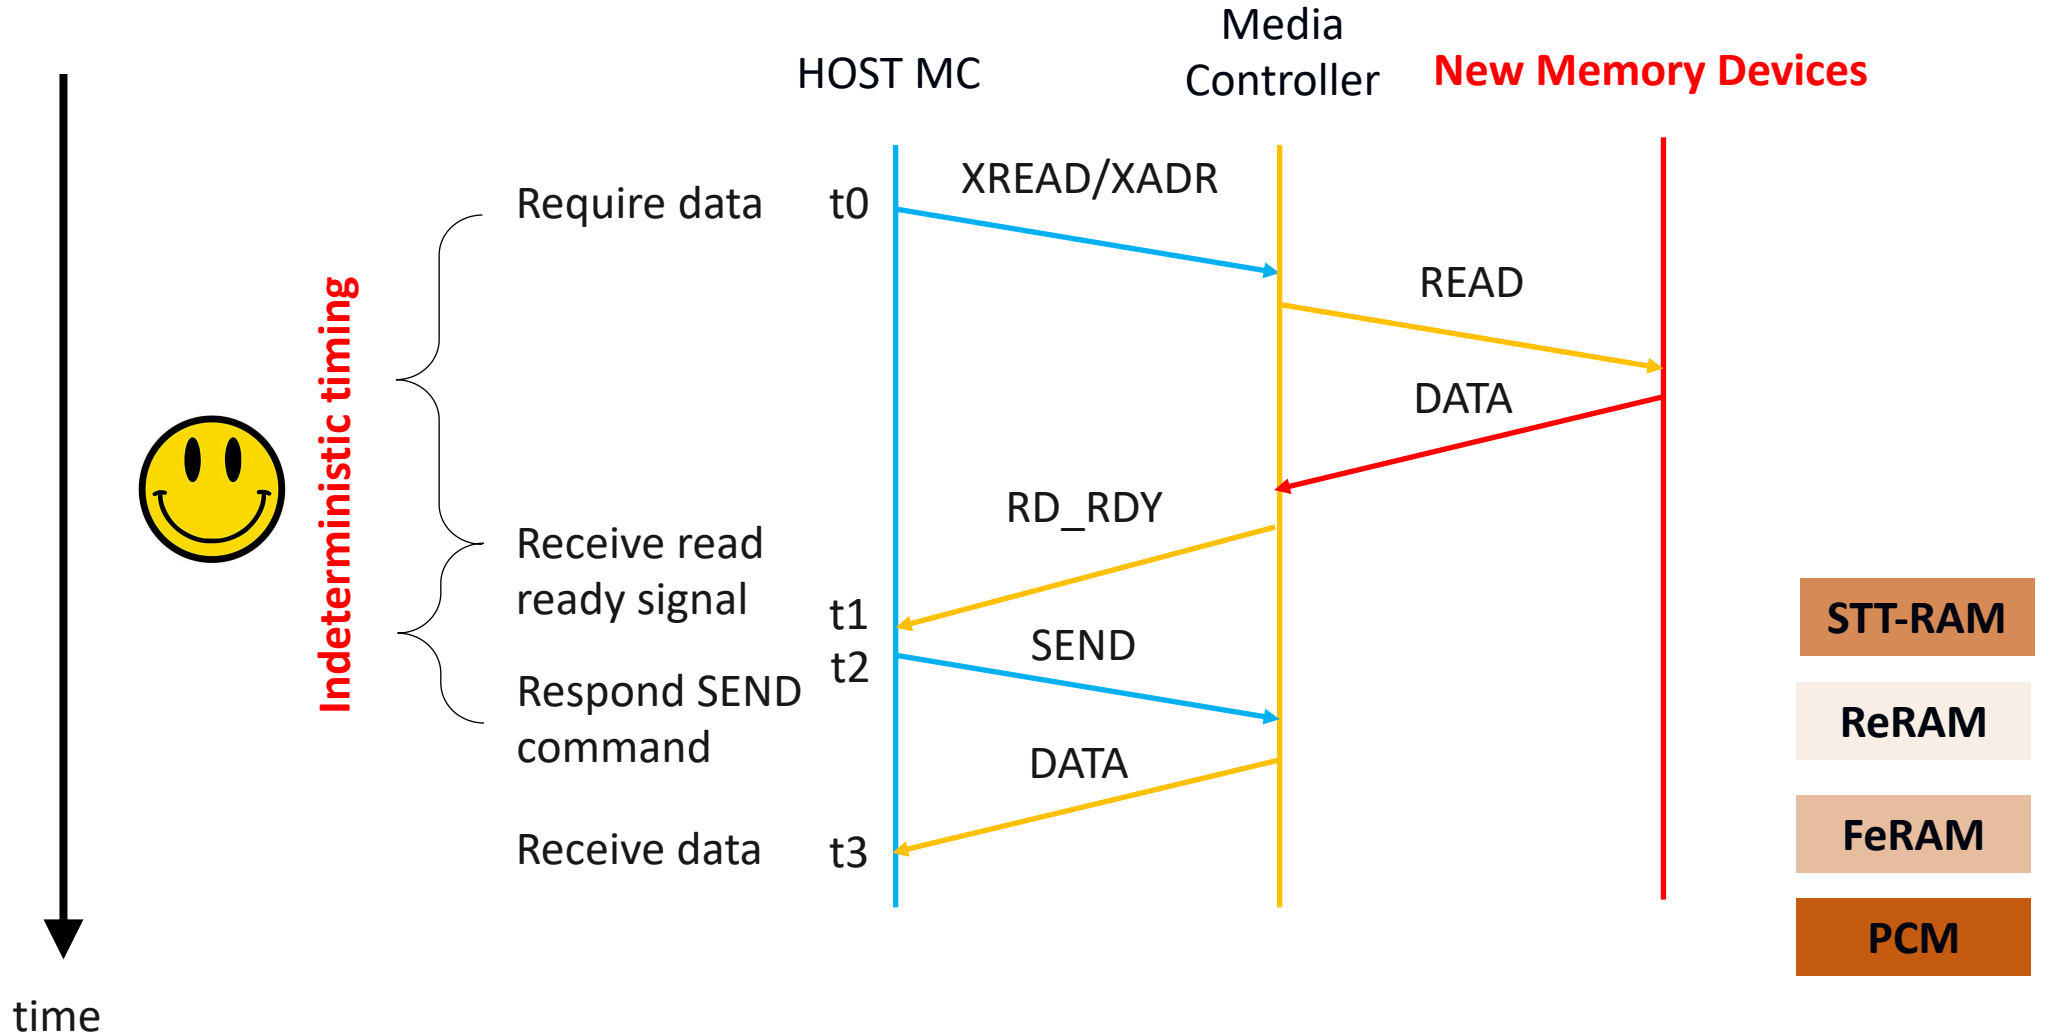 HOST MC
Media
Controller
New Memory Devices
Require data
t0
XREAD/XADR
READ
DATA
Indeterministic timing
RD_RDY
Receive read
ready signal
t1
SEND
t2
Respond SEND
command
DATA
Receive data
t3
STT-RAM
ReRAM
FeRAM
PCM
time